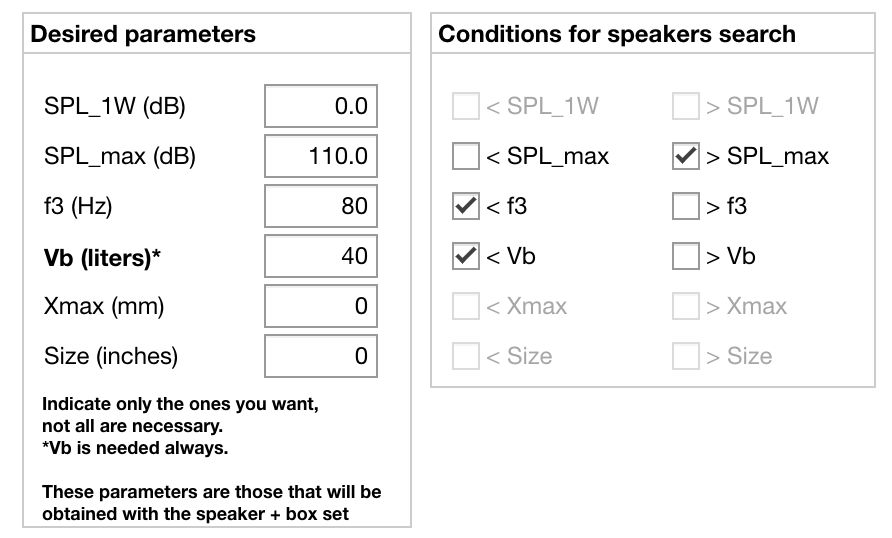 Desired parameters
SPL_1W (dB) 0.0
SPL_max (dB) 110.0
f3 (Hz) 80
Vb (liters)* 40
Xmax (mm) 0
Size (inches) 0
Indicate only the ones you want,
not all are necessary.
*Vb is needed always.
These parameters are those that will be
obtained with the speaker + box set
Conditions for speakers search
< SPL_1W > SPL_1W
< SPL_max > SPL_max
< f3 > f3
< Vb > Vb
< Xmax > Xmax
< Size > Size